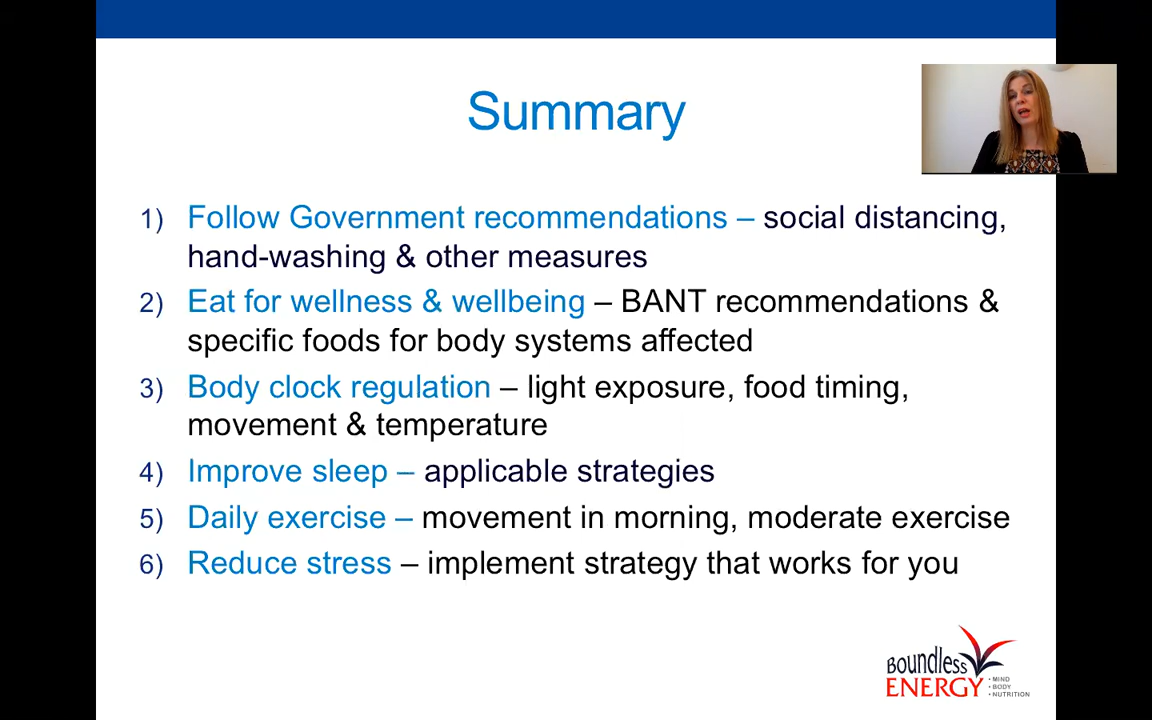 Summary
1) Follow Government recommendations – social distancing,
hand-washing & other measures
2) Eat for wellness & wellbeing – BANT recommendations &
specific foods for body systems affected
3) Body clock regulation – light exposure, food timing,
movement & temperature
4) Improve sleep – applicable strategies
5) Daily exercise – movement in morning, moderate exercise
6) Reduce stress – implement strategy that works for you
Boundless
ENERGY
• MIND
• BODY
• NUTRITION